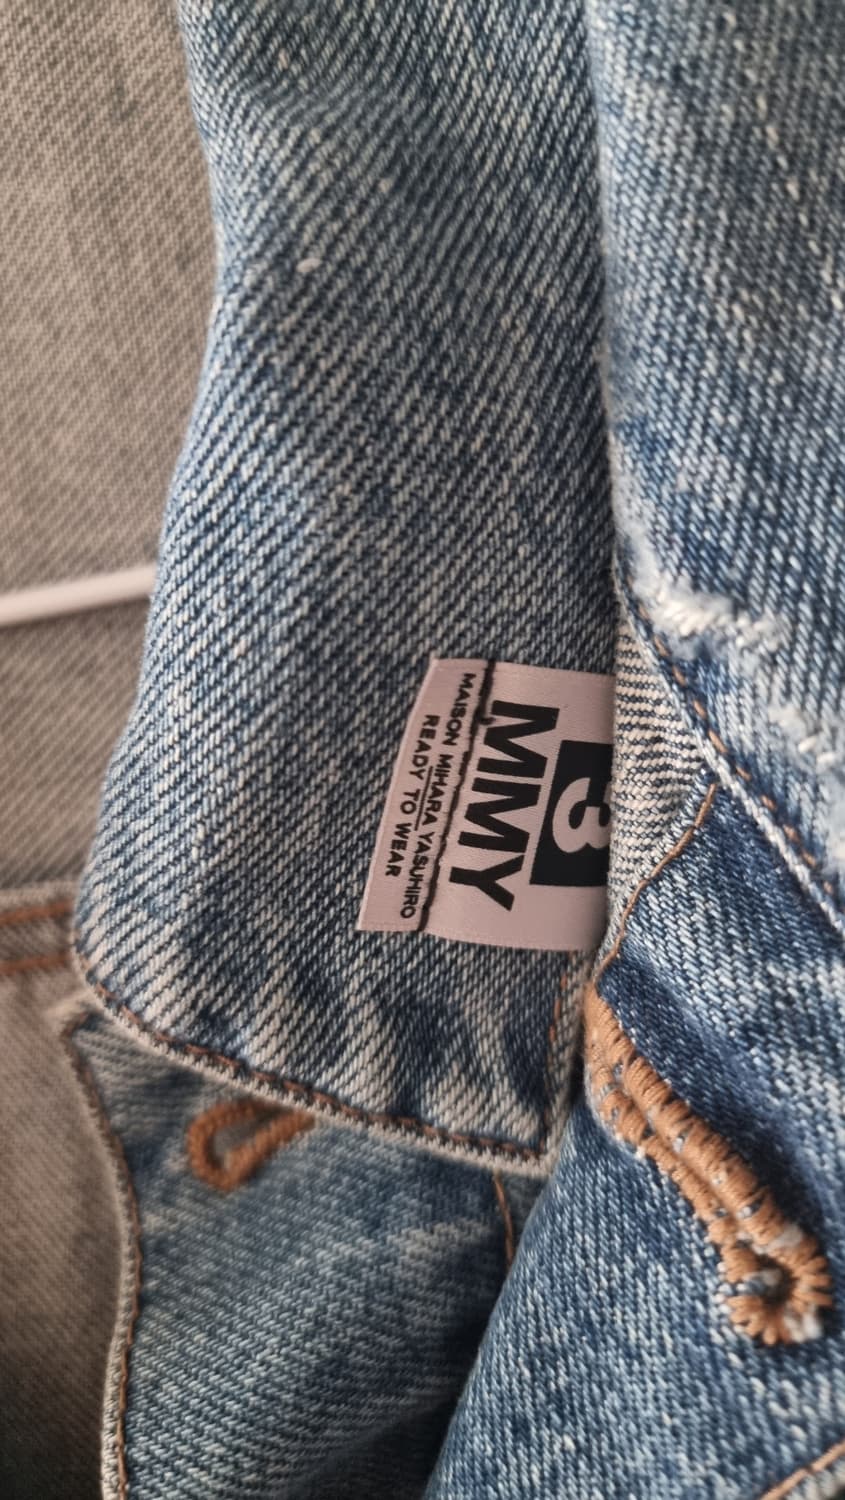 3
MMY
MAISON MIHARA YASUHIRO
READY TO WEAR